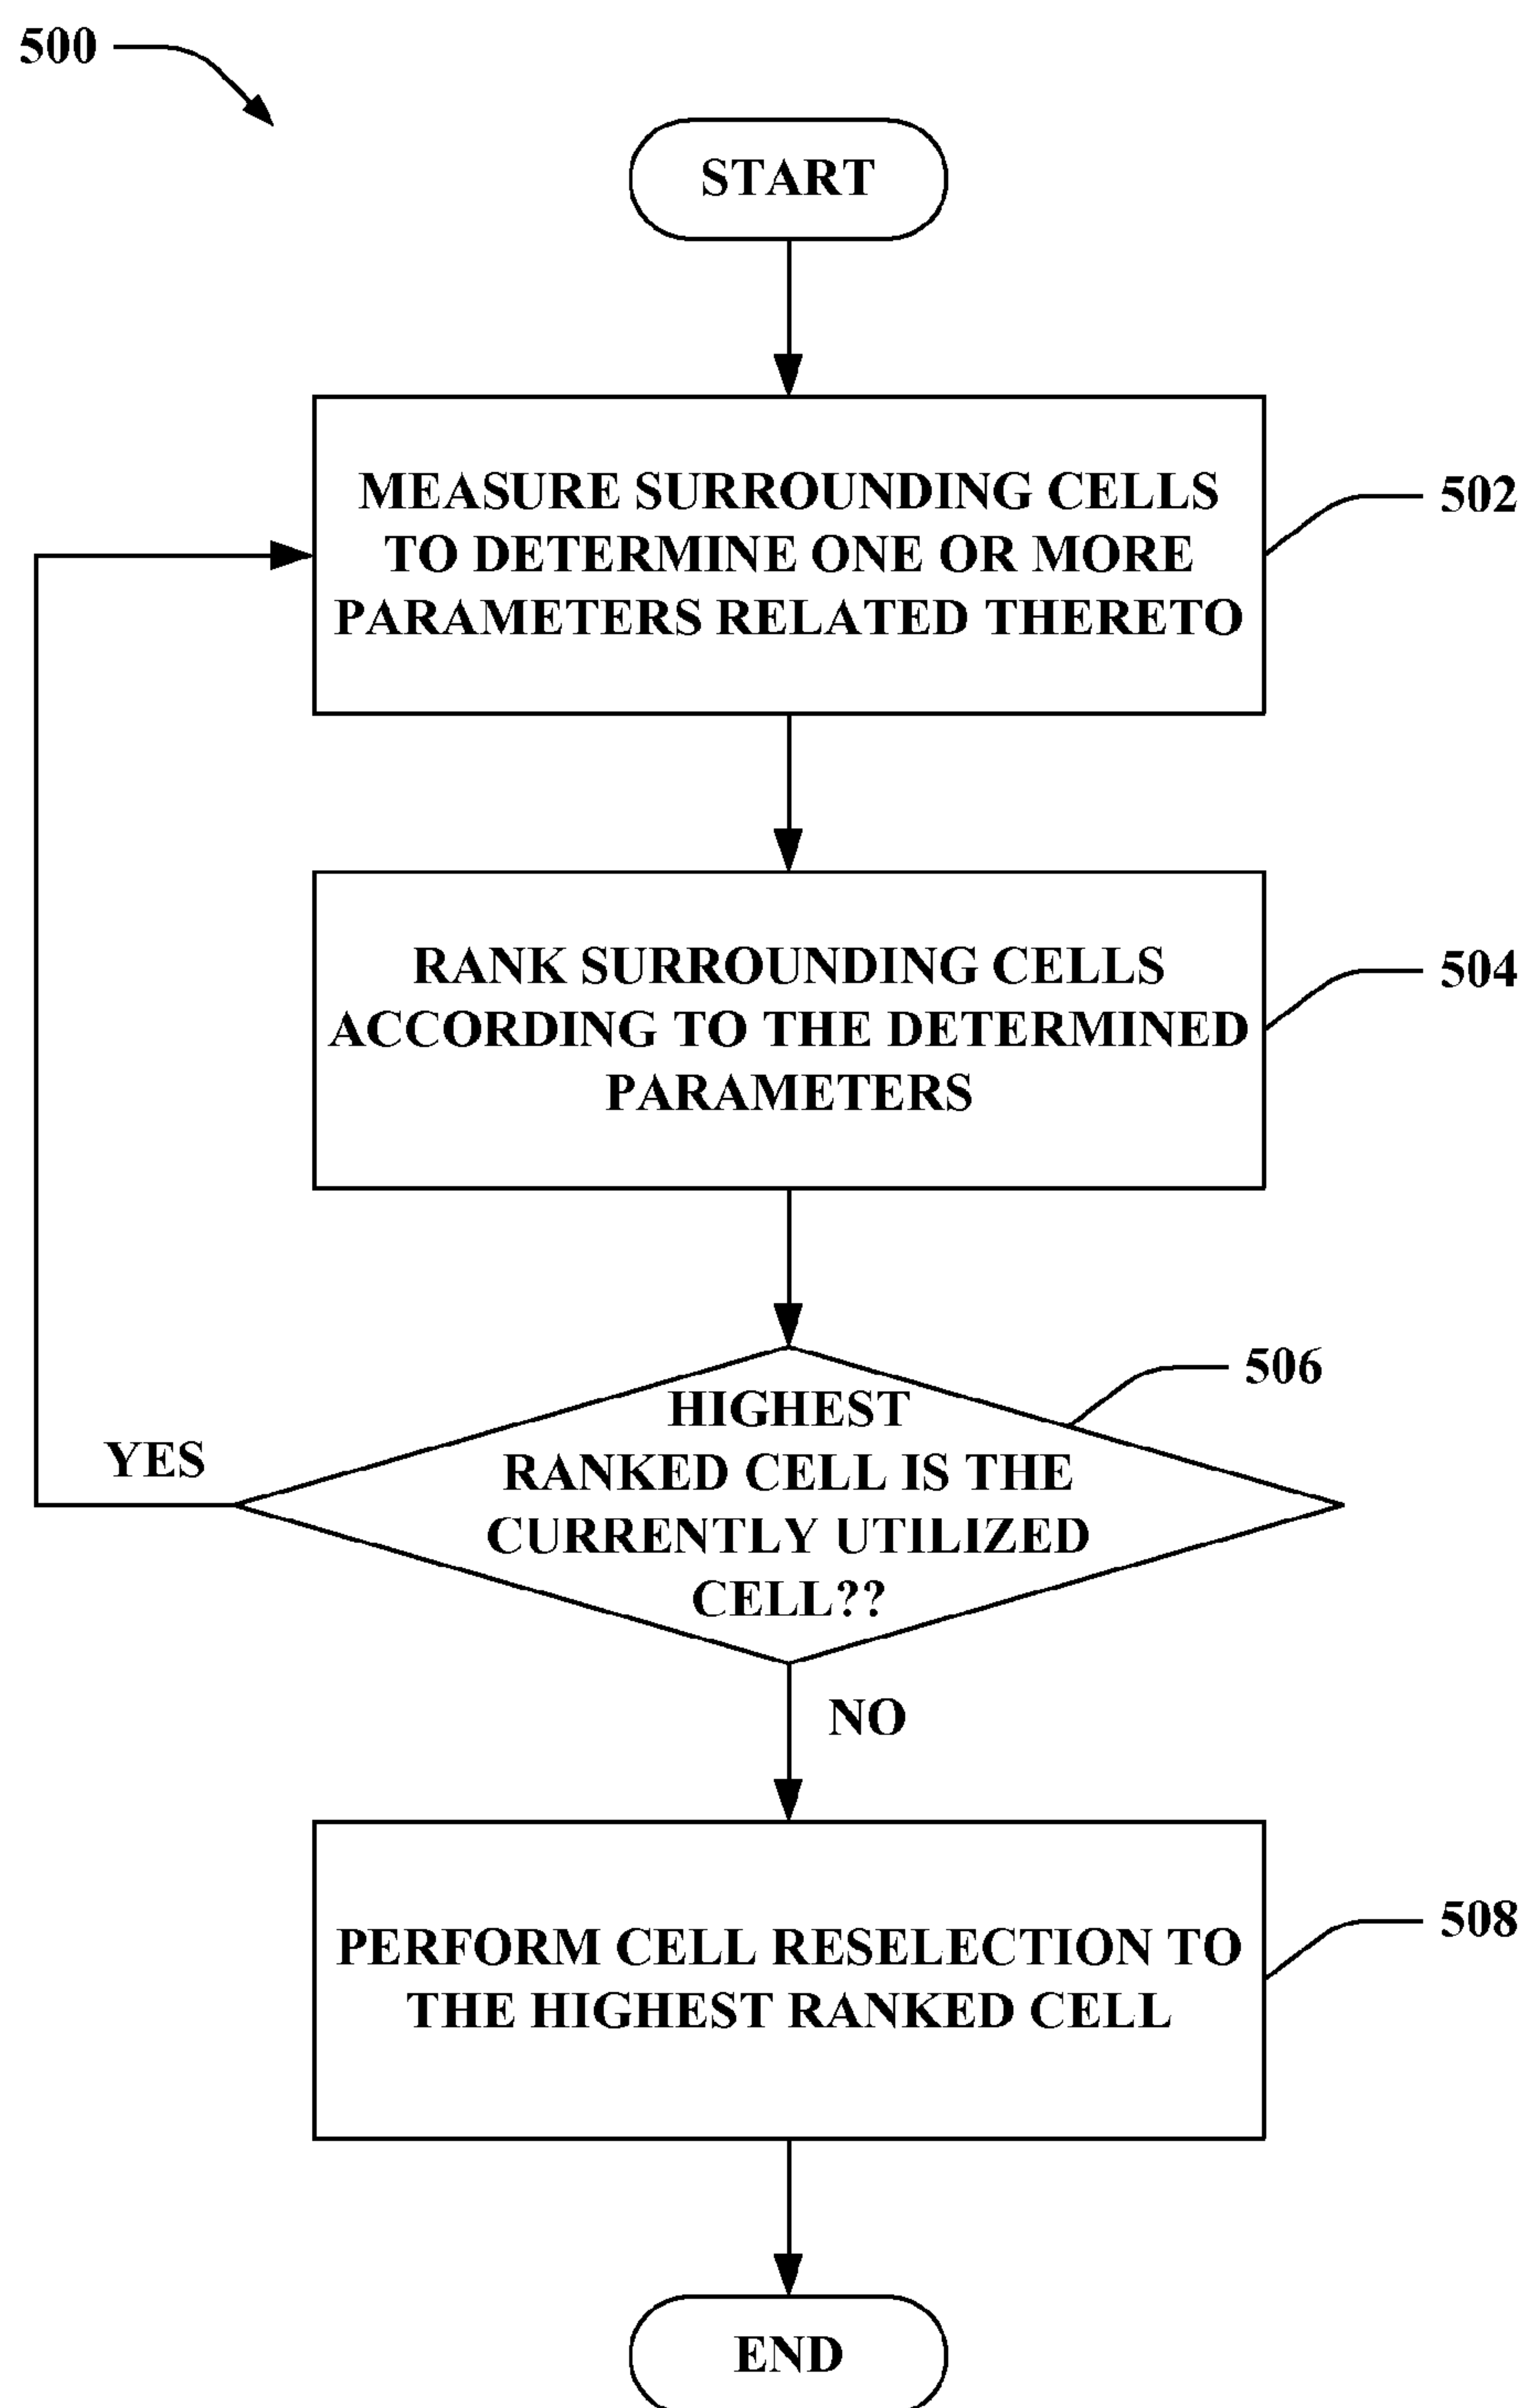 500
START
MEASURE SURROUNDING CELLS
TO DETERMINE ONE OR MORE
PARAMETERS RELATED THERETO
502
RANK SURROUNDING CELLS
ACCORDING TO THE DETERMINED
PARAMETERS
504
HIGHEST
RANKED CELL IS THE
CURRENTLY UTILIZED
CELL??
506
YES
NO
PERFORM CELL RESELECTION TO
THE HIGHEST RANKED CELL
508
END